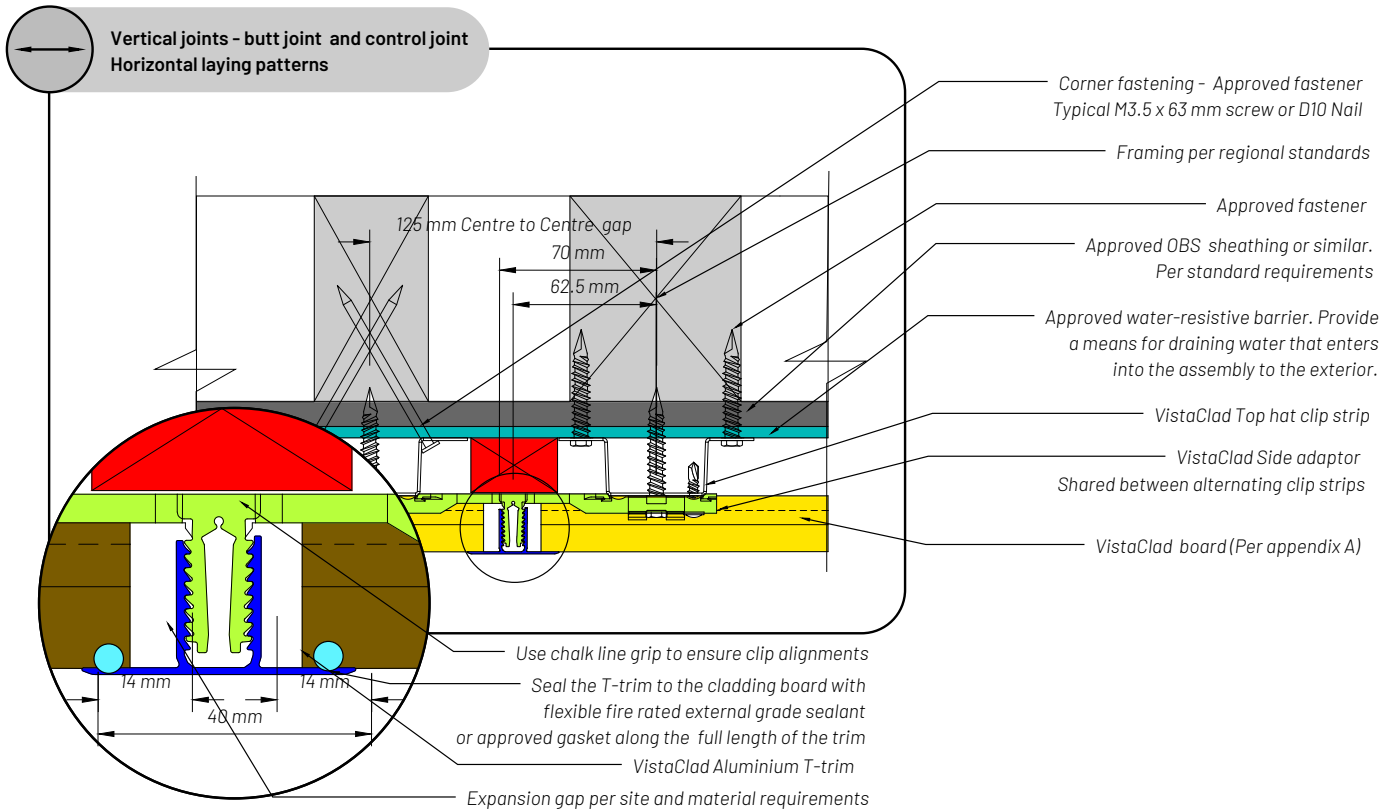 Vertical joints - butt joint and control joint
Horizontal laying patterns
Corner fastening - Approved fastener
Typical M3.5 x 63 mm screw or D10 Nail
Framing per regional standards
Approved fastener
Approved OBS sheathing or similar.
Per standard requirements
Approved water-resistive barrier. Provide
a means for draining water that enters
into the assembly to the exterior.
VistaClad Top hat clip strip
VistaClad Side adaptor
Shared between alternating clip strips
VistaClad board (Per appendix A)
125 mm Centre to Centre gap
70 mm
62.5 mm
Use chalk line grip to ensure clip alignments
Seal the T-trim to the cladding board with
flexible fire rated external grade sealant
or approved gasket along the full length of the trim
VistaClad Aluminium T-trim
Expansion gap per site and material requirements
14 mm
14 mm
40 mm